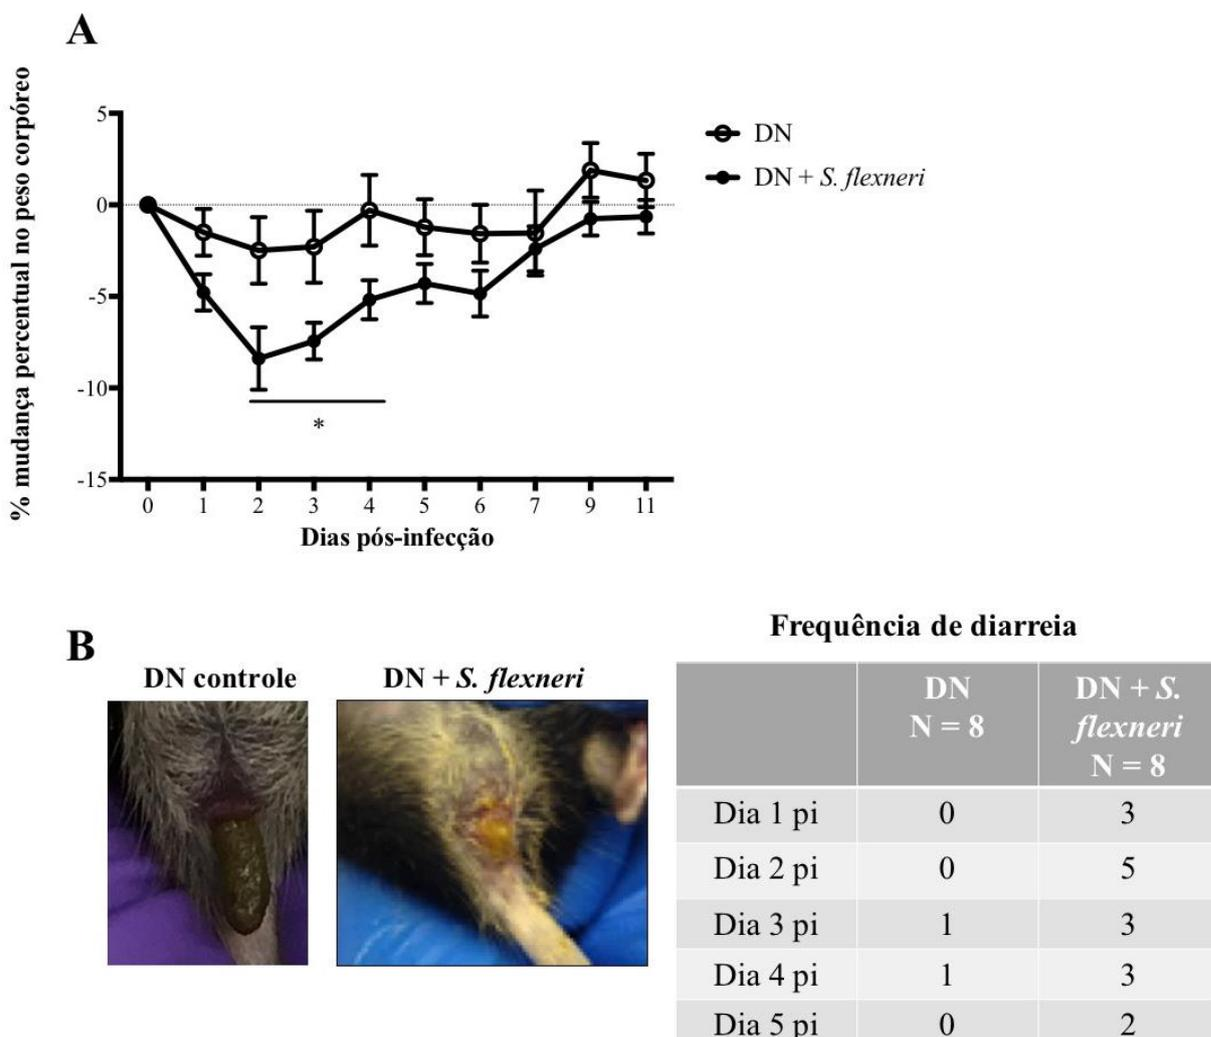 A
% mudança percentual no peso corpóreo
5
0
-5
-10
-15
*
0 1 2 3 4 5 6 7 9 11
Dias pós-infecção
DN
DN + S. flexneri
B
DN controle
DN + S. flexneri
Frequência de diarreia
DN
N = 8
DN + S.
flexneri
N = 8
Dia 1 pi 0 3
Dia 2 pi 0 5
Dia 3 pi 1 3
Dia 4 pi 1 3
Dia 5 pi 0 2